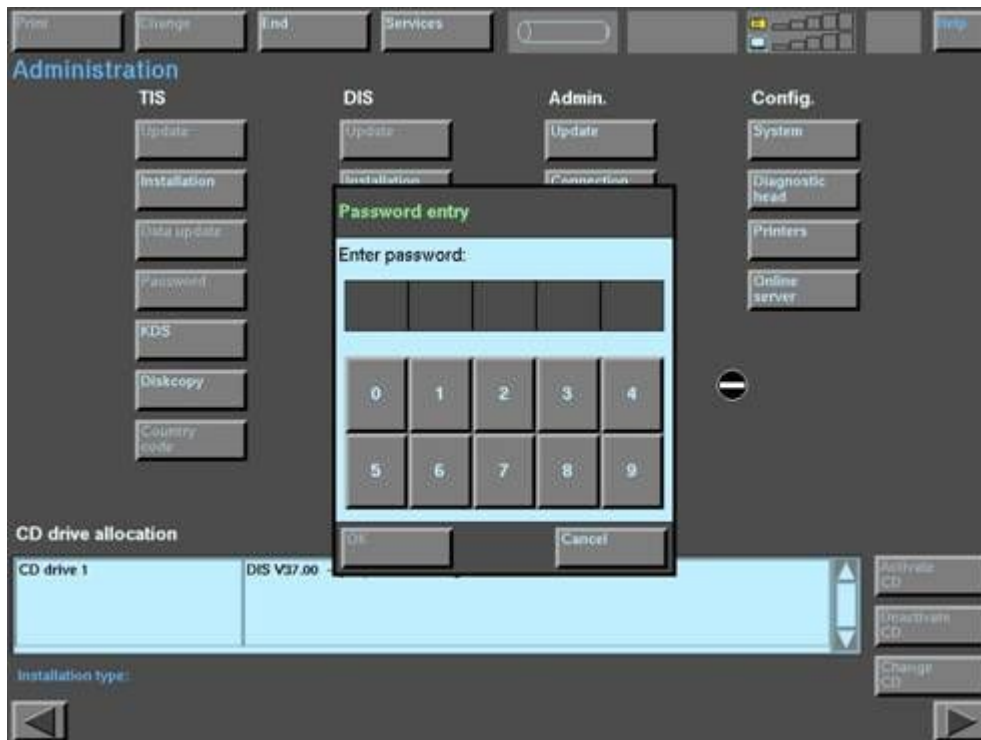 Print
Change
End
Services
Help
Administration
TIS
DIS
Admin.
Config.
Update
Update
Update
System
Installation
Installation
Connection
Diagnostic
head
Data update
Printers
Password
Online
server
KDS
Diskcopy
Country
code
Password entry
Enter password:
0
1
2
3
4
5
6
7
8
9
OK
Cancel
CD drive allocation
CD drive 1
DIS V37.00
Activate
CD
Deactivate
CD
Change
CD
Installation type: